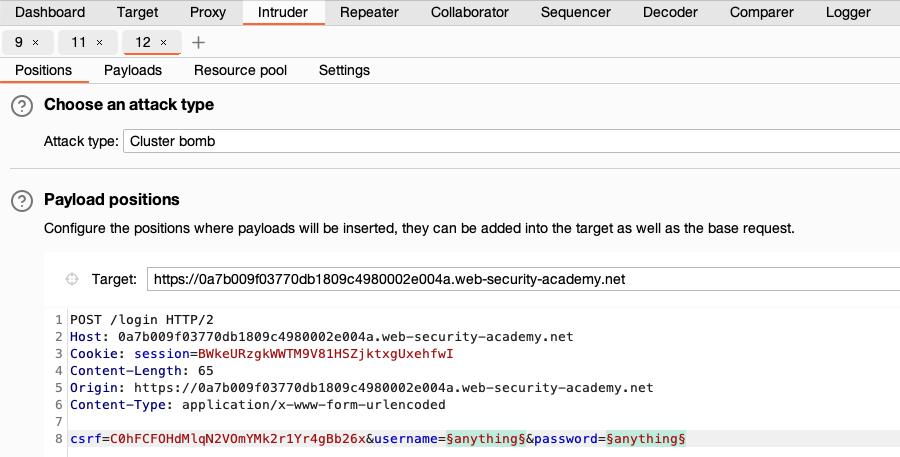 Dashboard Target Proxy Intruder Repeater Collaborator Sequencer Decoder Comparer Logger
9 × 11 × 12 × +
Positions Payloads Resource pool Settings
? Choose an attack type
Attack type: Cluster bomb
? Payload positions
Configure the positions where payloads will be inserted, they can be added into the target as well as the base request.
Target: https://0a7b009f03770db1809c4980002e004a.web-security-academy.net
1 POST /login HTTP/2
2 Host: 0a7b009f03770db1809c4980002e004a.web-security-academy.net
3 Cookie: session=BWkeURzgkWWTM9V81HSZjktxgUxehfwI
4 Content-Length: 65
5 Origin: https://0a7b009f03770db1809c4980002e004a.web-security-academy.net
6 Content-Type: application/x-www-form-urlencoded
7
8 csrf=C0hFCFOHdMlqN2VOmYMk2r1Yr4gBb26x&username=§anything§&password=§anything§